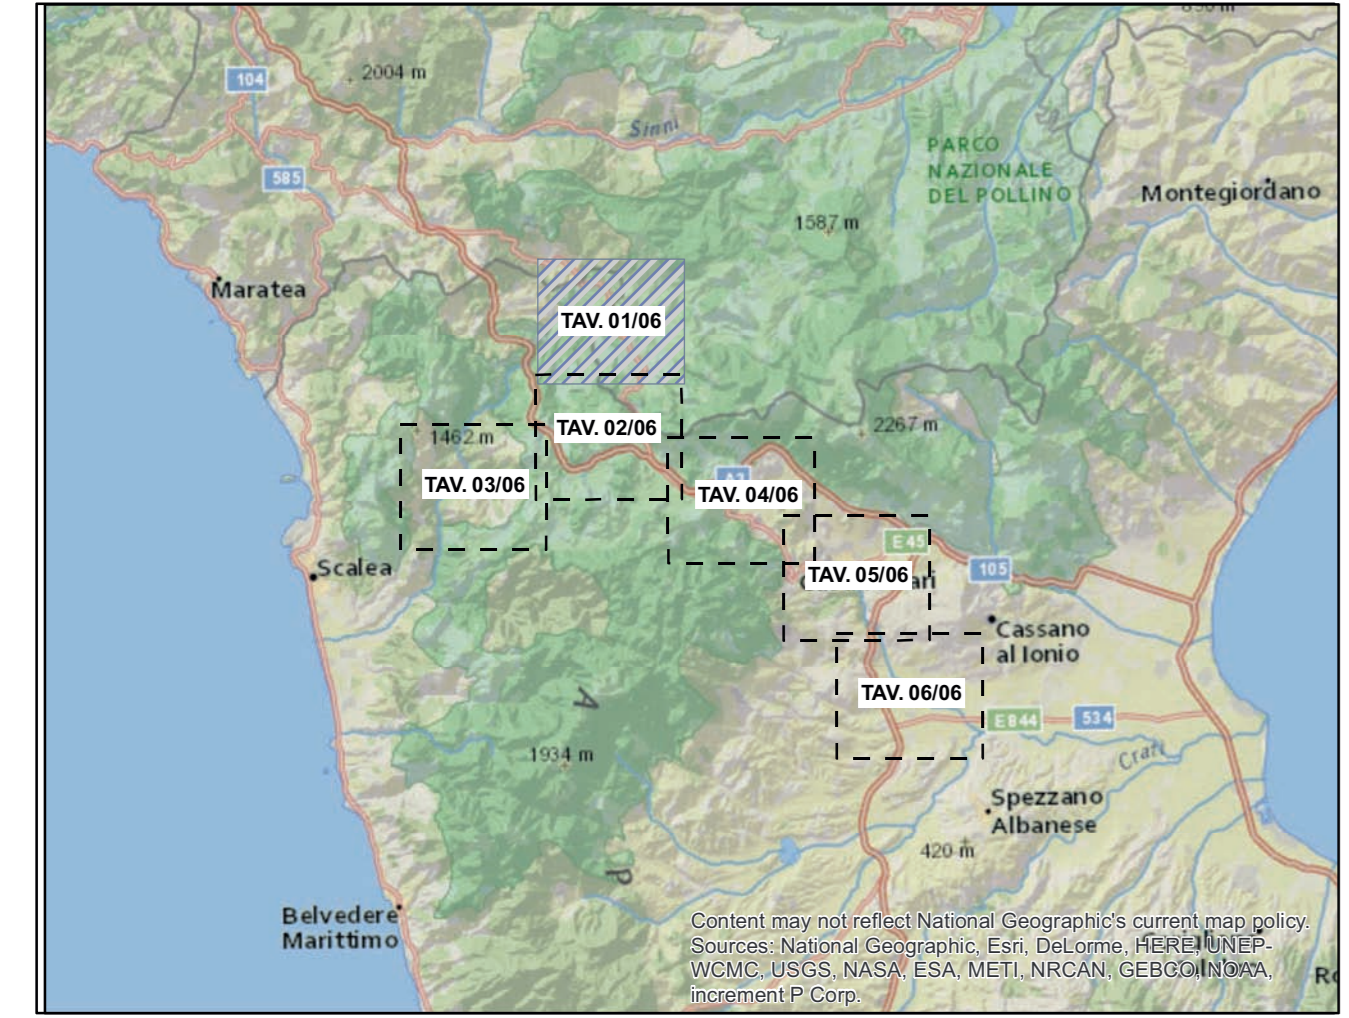 104
2004 m
Sinni
585
PARCO
NAZIONALE
DEL POLLINO
Montegiordano
1587 m
Maratea
TAV. 01/06
TAV. 02/06
2267 m
1462 m
TAV. 03/06
TAV. 04/06
E 45
105
Scalea
TAV. 05/06
Cassano
al Ionio
TAV. 06/06
A
E 844
534
1934 m
Crati
Spezzano
Albanese
420 m
P
Belvedere
Marittimo
Content may not reflect National Geographic's current map policy.
Sources: National Geographic, Esri, DeLorme, HERE, UNEP-
WCMC, USGS, NASA, ESA, METI, NRCAN, GEBCO, NOAA,
increment P Corp.